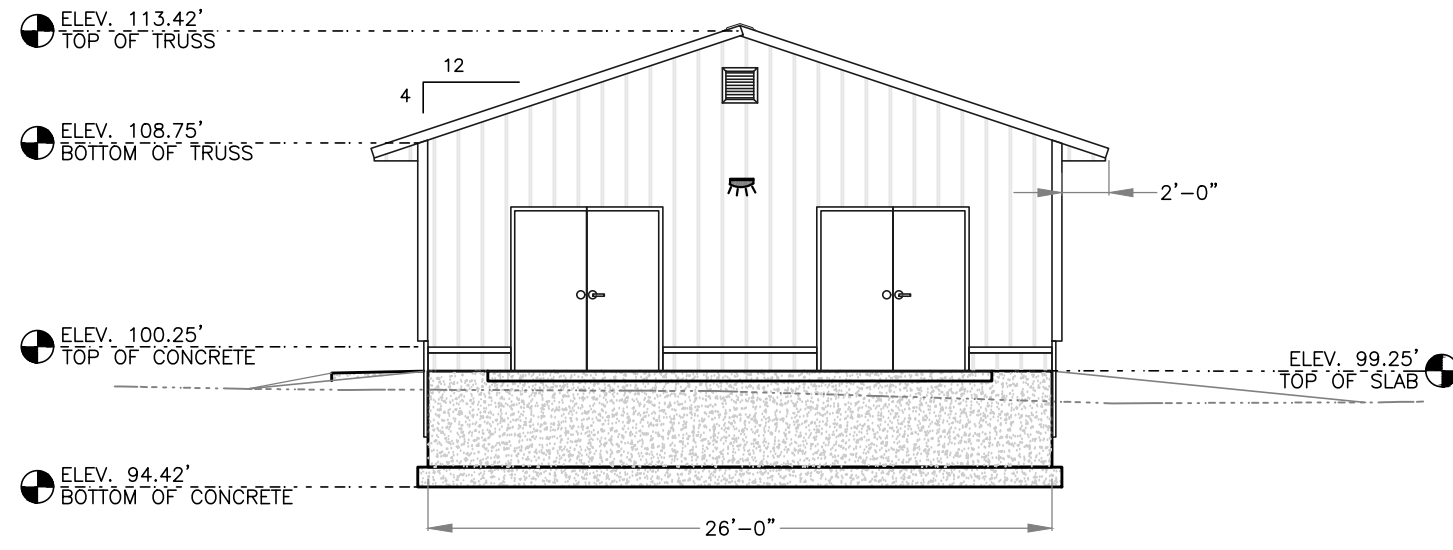 ELEV. 113.42'
TOP OF TRUSS
12
4
ELEV. 108.75'
BOTTOM OF TRUSS
2'-0"
ELEV. 100.25'
TOP OF CONCRETE
ELEV. 99.25'
TOP OF SLAB
ELEV. 94.42'
BOTTOM OF CONCRETE
26'-0"